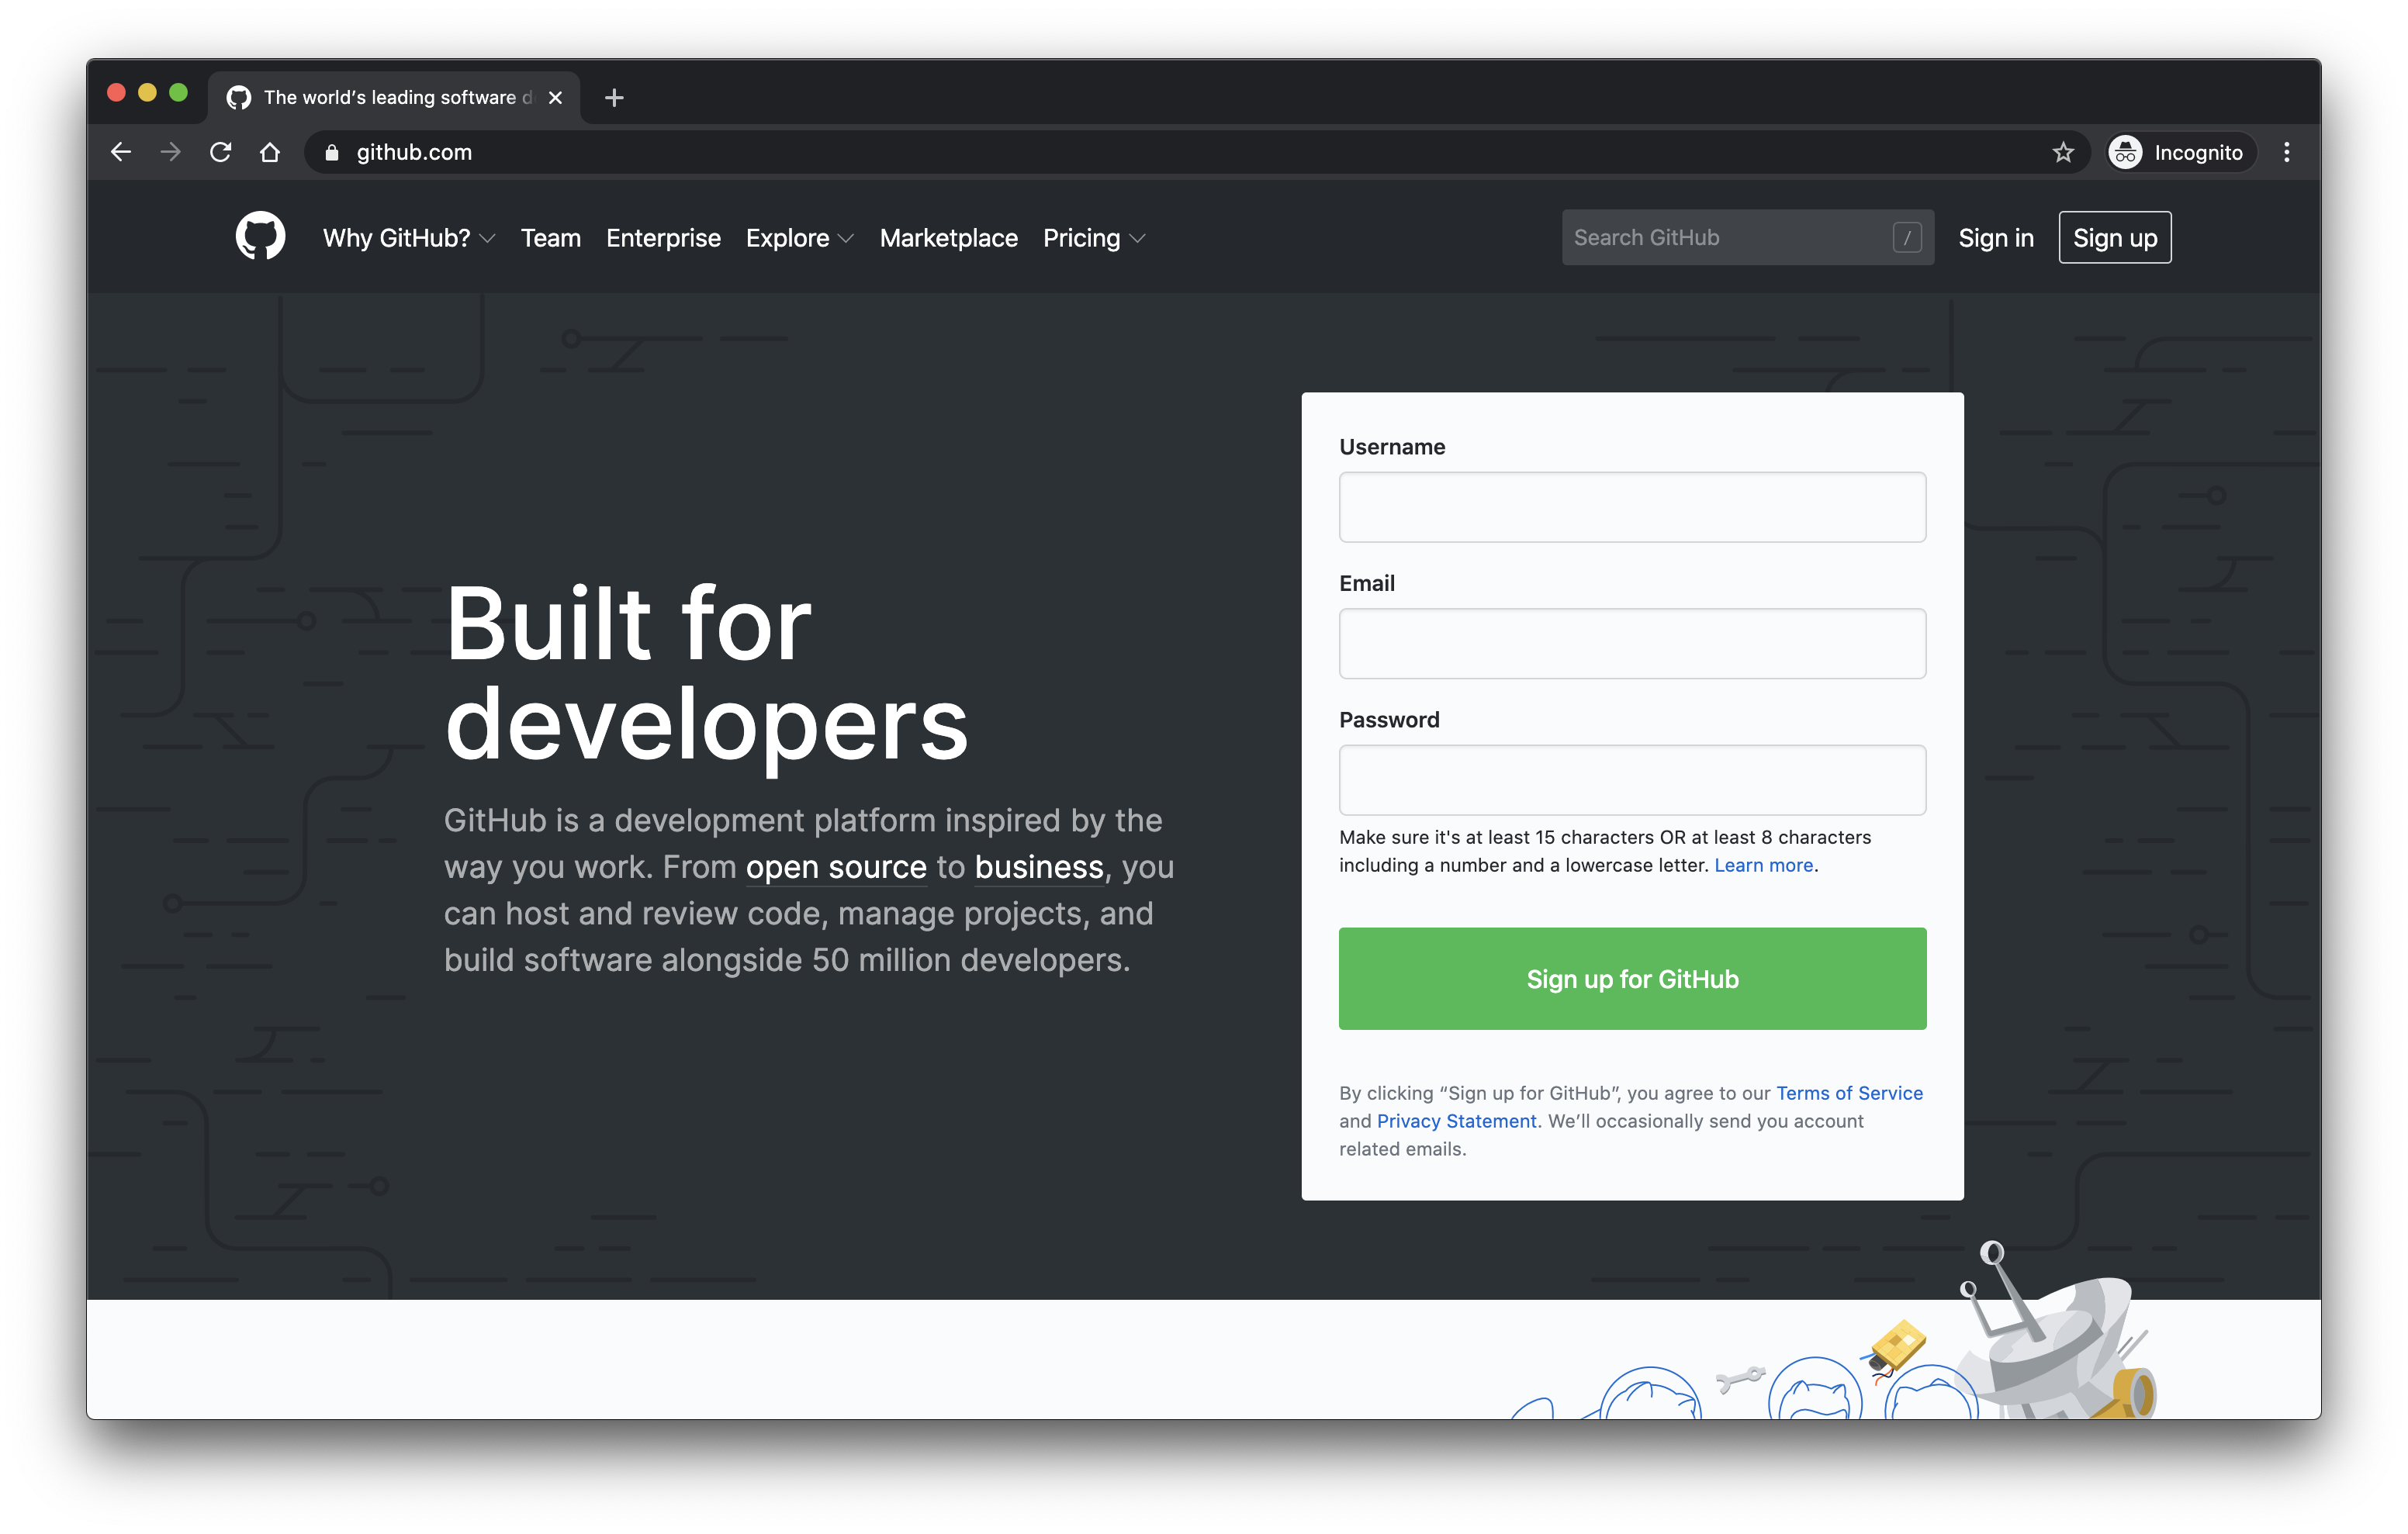 The world's leading software d
github.com
Incognito
Why GitHub?
Team
Enterprise
Explore
Marketplace
Pricing
Search GitHub
/
Sign in
Sign up
Built for
developers
GitHub is a development platform inspired by the
way you work. From open source to business, you
can host and review code, manage projects, and
build software alongside 50 million developers.
Username
Email
Password
Make sure it's at least 15 characters OR at least 8 characters
including a number and a lowercase letter. Learn more.
Sign up for GitHub
By clicking “Sign up for GitHub”, you agree to our Terms of Service
and Privacy Statement. We’ll occasionally send you account
related emails.